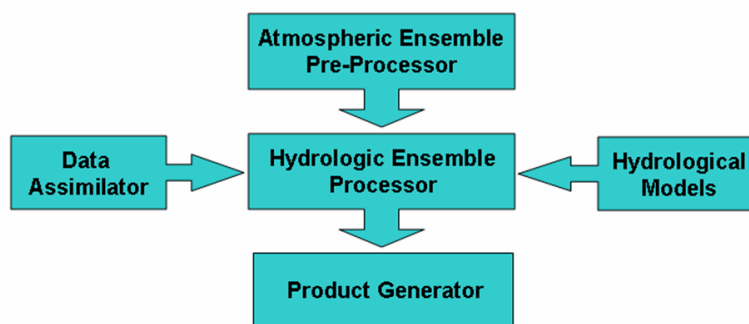 Atmospheric Ensemble
Pre-Processor
Data
Assimilator
Hydrologic Ensemble
Processor
Hydrological
Models
Product Generator